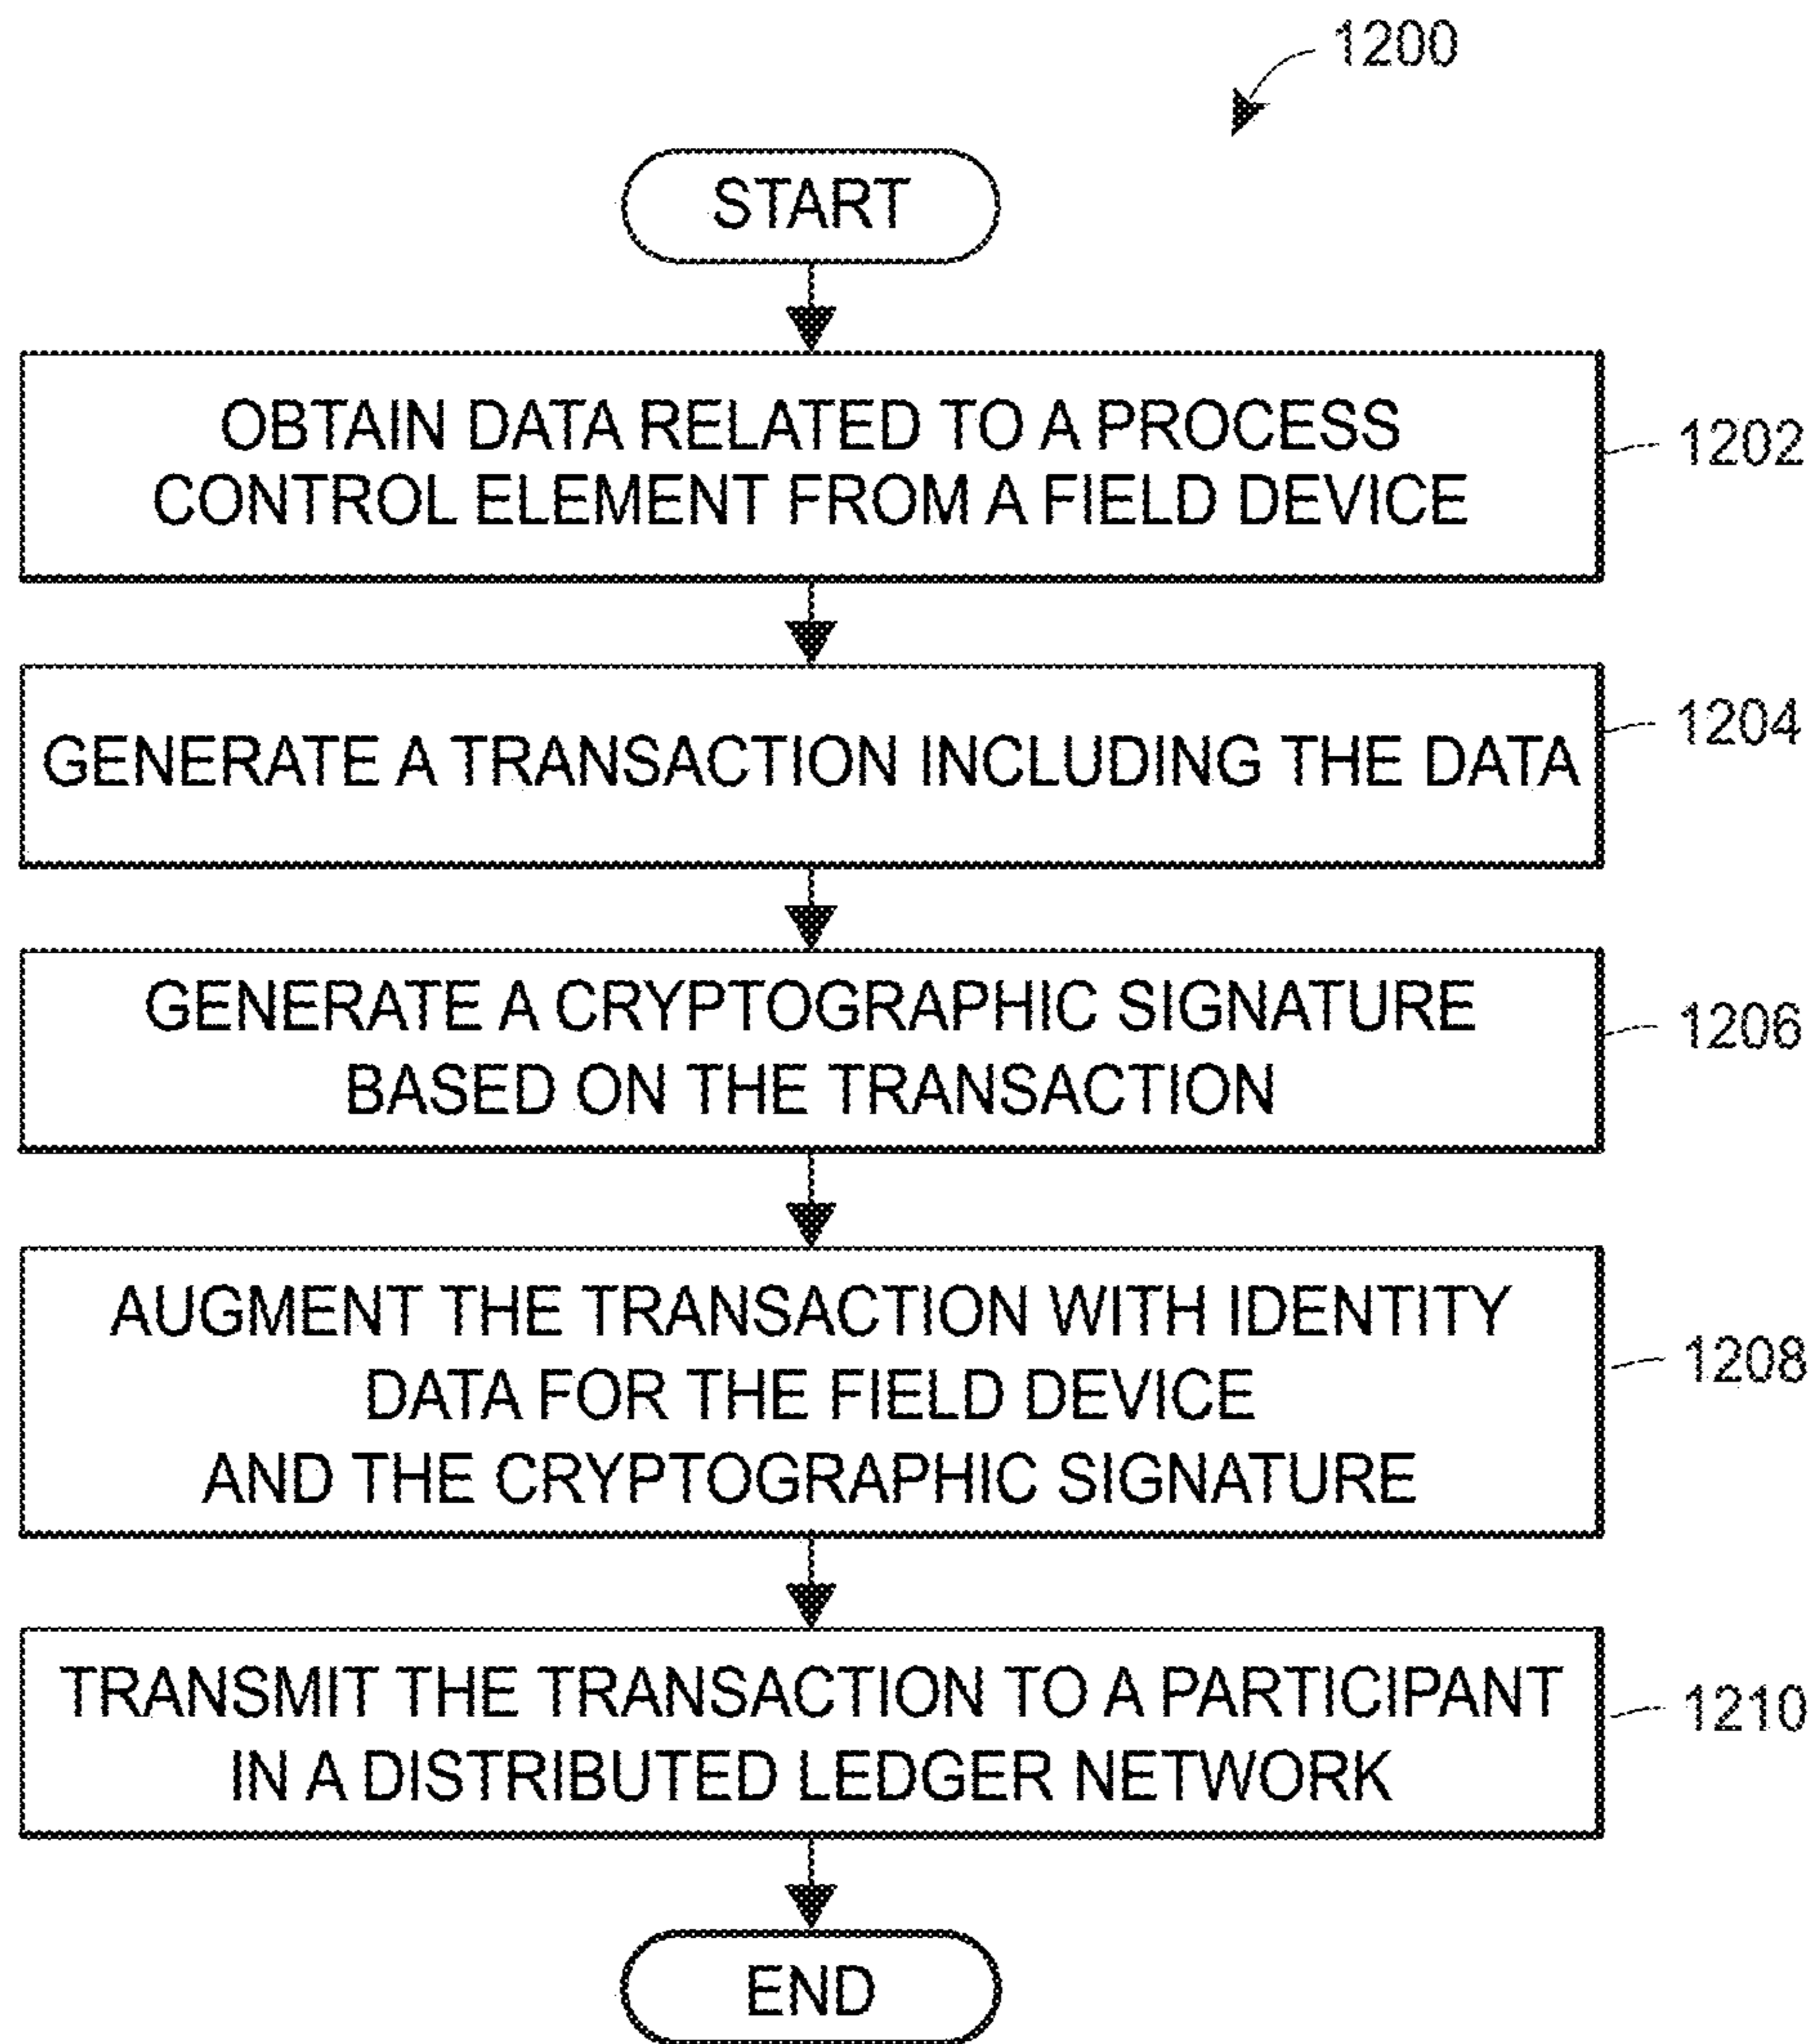 1200
START
OBTAIN DATA RELATED TO A PROCESS
CONTROL ELEMENT FROM A FIELD DEVICE
1202
GENERATE A TRANSACTION INCLUDING THE DATA
1204
GENERATE A CRYPTOGRAPHIC SIGNATURE
BASED ON THE TRANSACTION
1206
AUGMENT THE TRANSACTION WITH IDENTITY
DATA FOR THE FIELD DEVICE
AND THE CRYPTOGRAPHIC SIGNATURE
1208
TRANSMIT THE TRANSACTION TO A PARTICIPANT
IN A DISTRIBUTED LEDGER NETWORK
1210
END